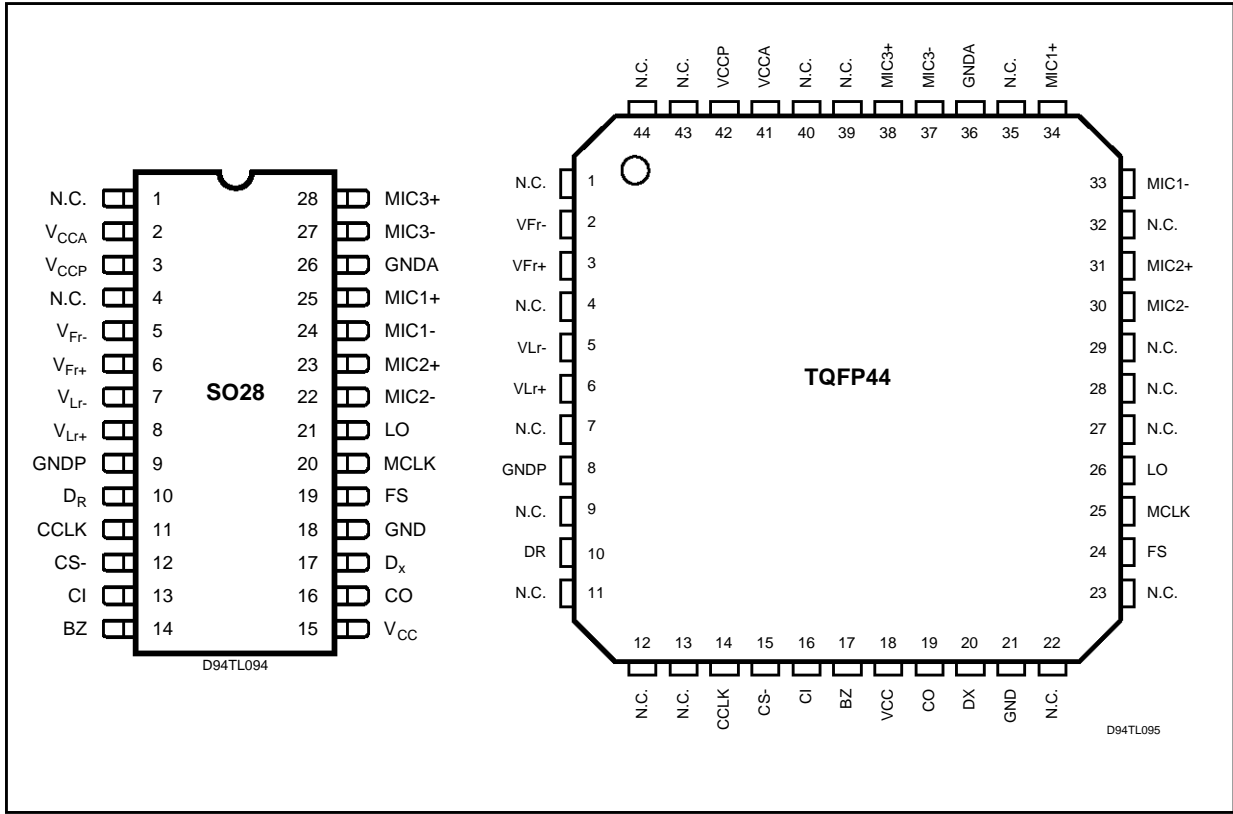 N.C. 1 28 MIC3+
VCCA 2 27 MIC3-
VCCP 3 26 GNDA
N.C. 4 25 MIC1+
VFr- 5 24 MIC1-
VFr+ 6 23 MIC2+
VLr- 7 22 MIC2-
VLr+ 8 21 LO
GNDP 9 20 MCLK
DR 10 19 FS
CCLK 11 18 GND
CS- 12 17 Dx
CI 13 16 CO
BZ 14 15 VCC
SO28
D94TL094
N.C. N.C. VCCP VCCA N.C. N.C. MIC3+ MIC3- GNDA N.C. MIC1+
44 43 42 41 40 39 38 37 36 35 34
N.C. 1 33 MIC1-
VFr- 2 32 N.C.
VFr+ 3 31 MIC2+
N.C. 4 30 MIC2-
VLr- 5 29 N.C.
TQFP44
VLr+ 6 28 N.C.
N.C. 7 27 N.C.
GNDP 8 26 LO
N.C. 9 25 MCLK
DR 10 24 FS
N.C. 11 23 N.C.
12 13 14 15 16 17 18 19 20 21 22
N.C. N.C. CCLK CS- CI BZ VCC CO DX GND N.C.
D94TL095